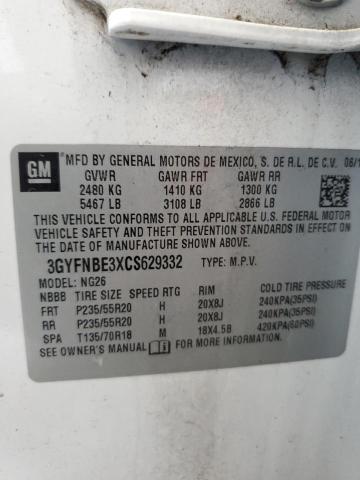 GM
MFD BY GENERAL MOTORS DE MEXICO, S. DE R.L. DE C.V. 06/1
GVWR GAWR FRT GAWR RR
2480 KG 1410 KG 1300 KG
5467 LB 3108 LB 2866 LB
THIS VEHICLE CONFORMS TO ALL APPLICABLE U.S. FEDERAL MOTOR
VEHICLE SAFETY AND THEFT PREVENTION STANDARDS IN EFFECT ON
THE DATE OF MANUFACTURE SHOWN ABOVE.
3GYFNBE3XCS629332 TYPE: M.P.V.
MODEL: NG26
NBBB TIRE SIZE SPEED RTG RIM COLD TIRE PRESSURE
FRT P235/55R20 H 20X8J 240KPA(35PSI)
RR P235/55R20 H 20X8J 240KPA(35PSI)
SPA T135/70R18 M 18X4.5B 420KPA(60PSI)
SEE OWNER'S MANUAL FOR ADDITIONAL INFORMATION